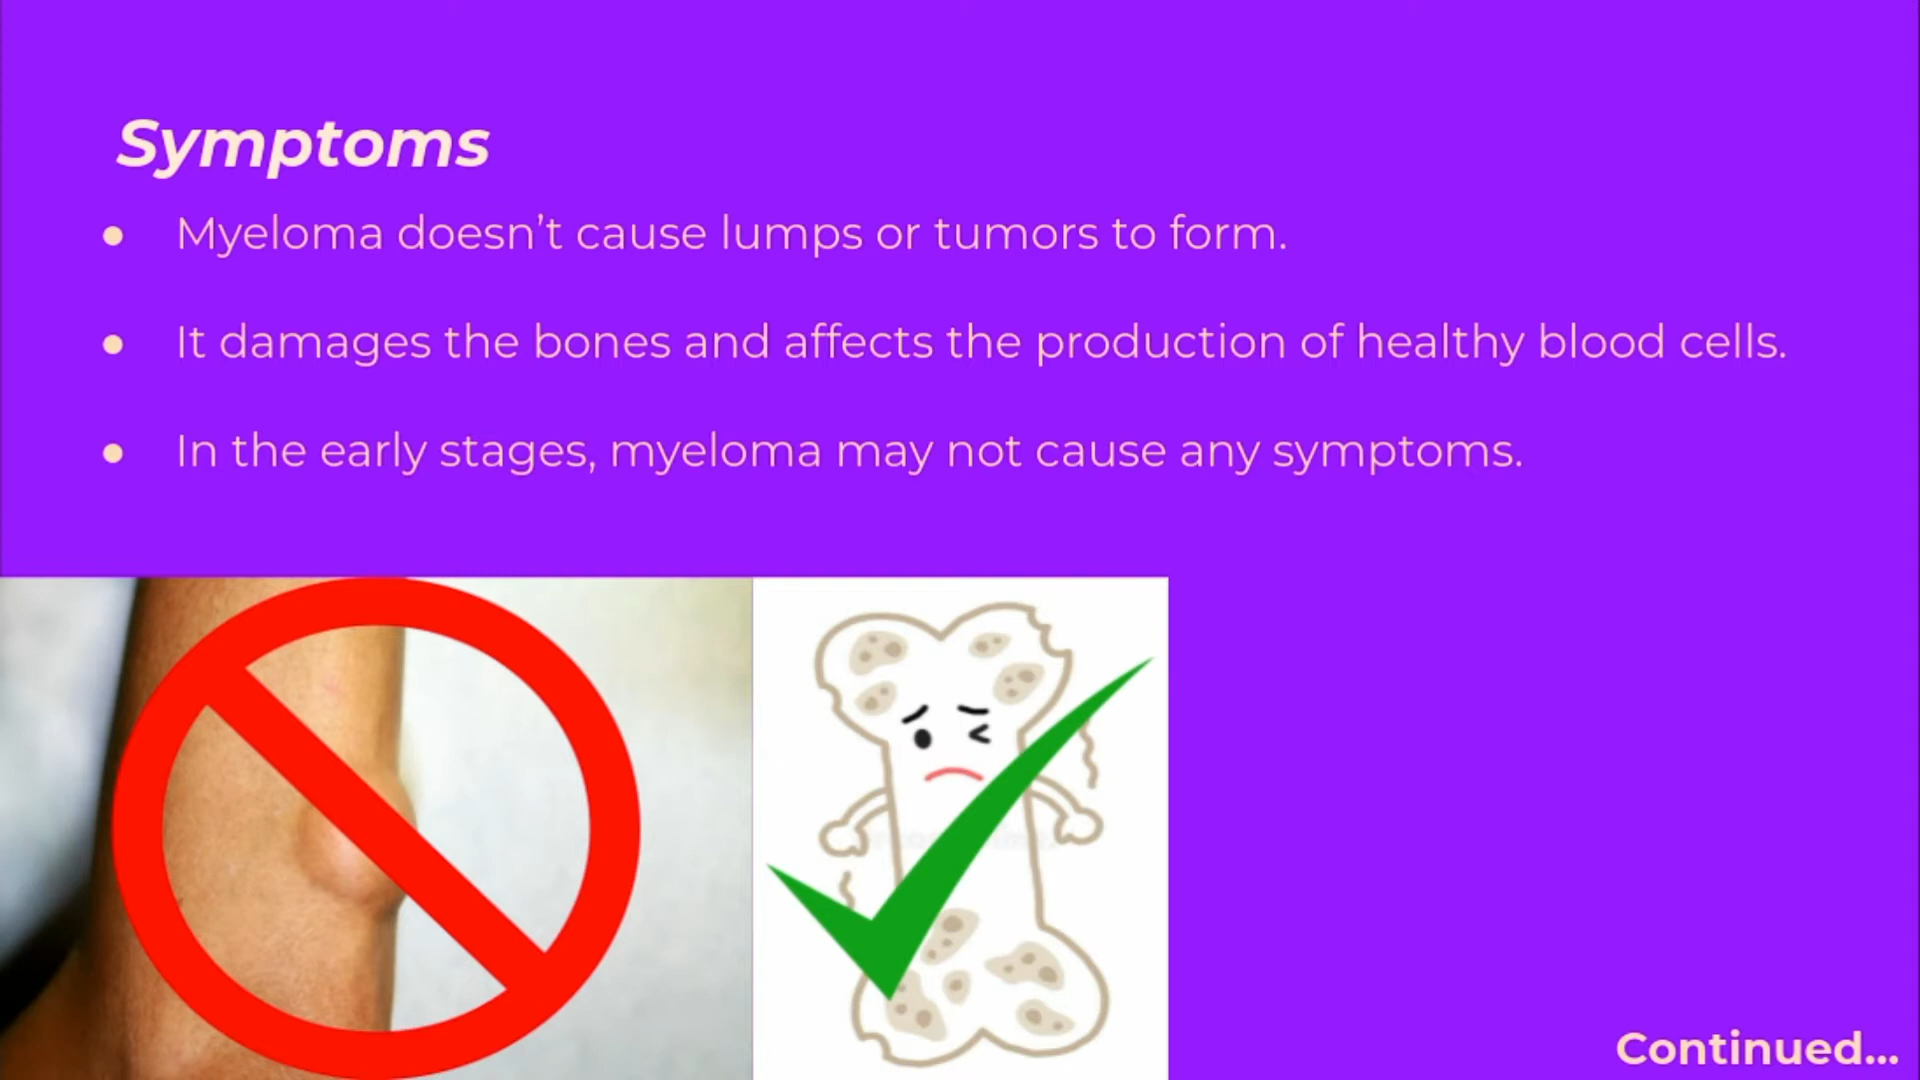 Symptoms
● Myeloma doesn’t cause lumps or tumors to form.
● It damages the bones and affects the production of healthy blood cells.
● In the early stages, myeloma may not cause any symptoms.
Continued...